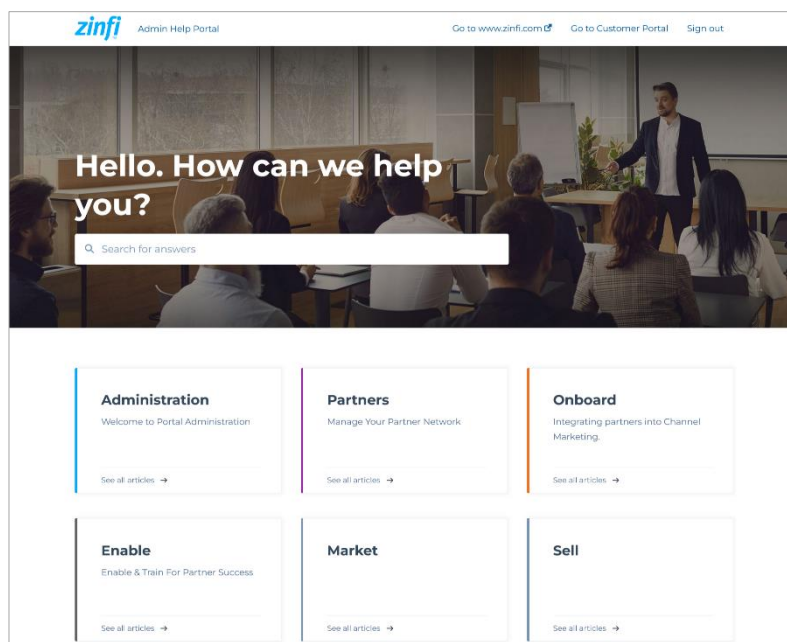 zinfi Admin Help Portal Go to www.zinfi.com Go to Customer Portal Sign out
Hello. How can we help
you?
Search for answers
Administration
Welcome to Portal Administration
See all articles →
Partners
Manage Your Partner Network
See all articles →
Onboard
Integrating partners into Channel
Marketing.
See all articles →
Enable
Enable & Train For Partner Success
See all articles →
Market
See all articles →
Sell
See all articles →